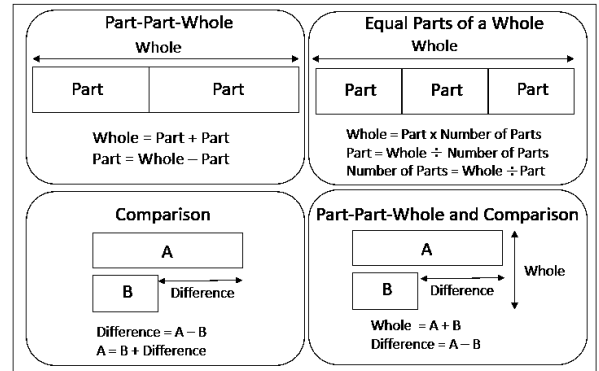 Part-Part-Whole
Whole
Part Part
Whole = Part + Part
Part = Whole – Part
Equal Parts of a Whole
Whole
Part Part Part
Whole = Part x Number of Parts
Part = Whole ÷ Number of Parts
Number of Parts = Whole ÷ Part
Comparison
A
B Difference
Difference = A – B
A = B + Difference
Part-Part-Whole and Comparison
A
B Difference
Whole
Whole = A + B
Difference = A – B